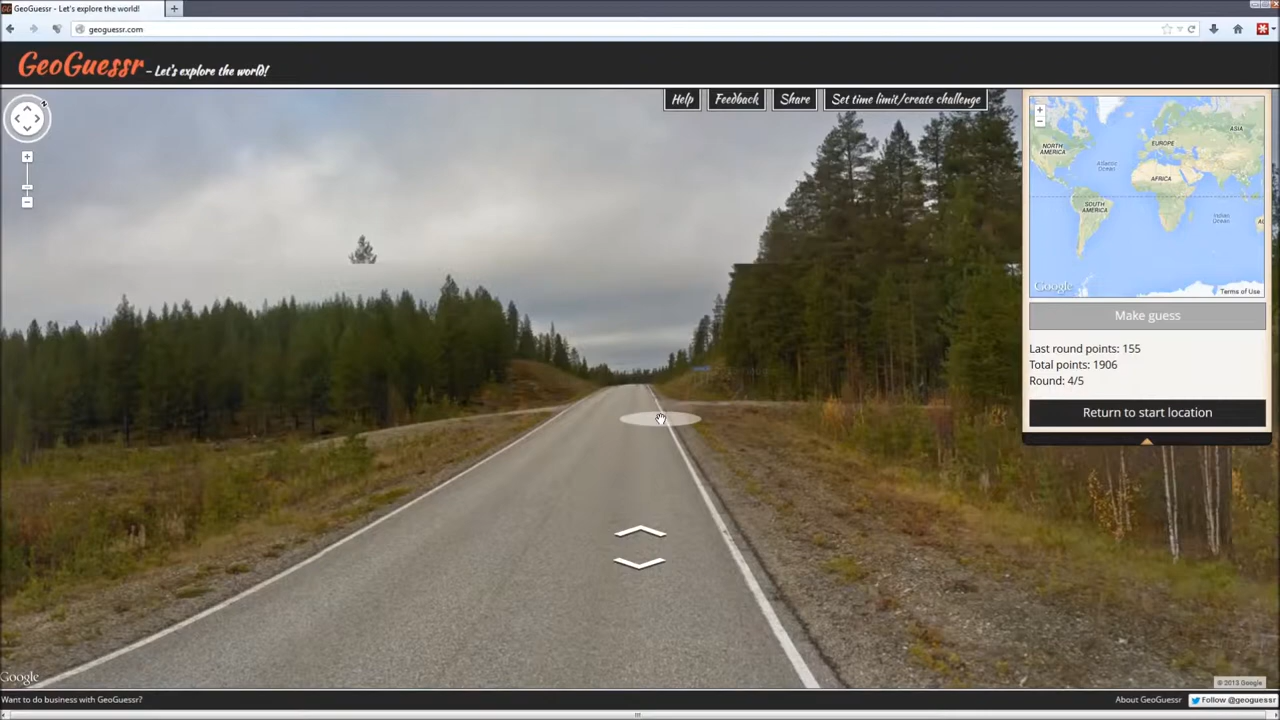 GeoGuessr - Let's explore the world!
geoguessr.com
GeoGuessr - Let's explore the world!
Help
Feedback
Share
Set time limit/create challenge
NORTH AMERICA
Atlantic Ocean
EUROPE
ASIA
AFRICA
SOUTH AMERICA
Indian Ocean
Google
Terms of Use
Make guess
Last round points: 155
Total points: 1906
Round: 4/5
Return to start location
Google
© 2013 Google
Want to do business with GeoGuessr?
About GeoGuessr
Follow @geoguessr